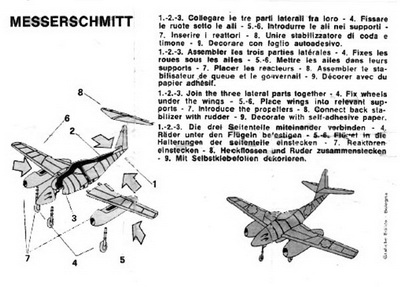 MESSERSCHMITT
1.-2.-3. Collegare le tre parti laterali fra loro - 4. Fissare
le ruote sotto le ali - 5.-6. Introdurre le ali nei supporti -
7. Inserire i reattori - 8. Unire stabilizzatore di coda e
timone - 9. Decorare con foglio autoadesivo.
1.-2.-3. Assembler les trois parties latérales - 4. Fixes les
roues sous les ailes - 5.-6. Mettre les ailes dans leurs
supports - 7. Placer les reacteurs - 8. Assembler le sta-
bilisateur de queue et le gouvernail - 9. Décorer avec du
papier adhésif.
1.-2.-3. Join the three lateral parts together - 4. Fix wheels
under the wings - 5.-6. Place wings into relevant sup-
ports - 7. Introduce the propellers - 8. Connect back sta-
bilizer with rudder - 9. Decorate with self-adhesive paper.
1.-2.-3. Die drei Seitenteile miteinander verbinden - 4.
Räder unter den Flügeln befestigen - 5.-6. Flügel in die
Halterungen der seitenteile einstecken - 7. Reaktoren
einstecken - 8. Heckflossen und Ruder zusammenstecken
- 9. Mit Selbstklebefolien dekorieren.
8
6
2
1
3
7
4
5